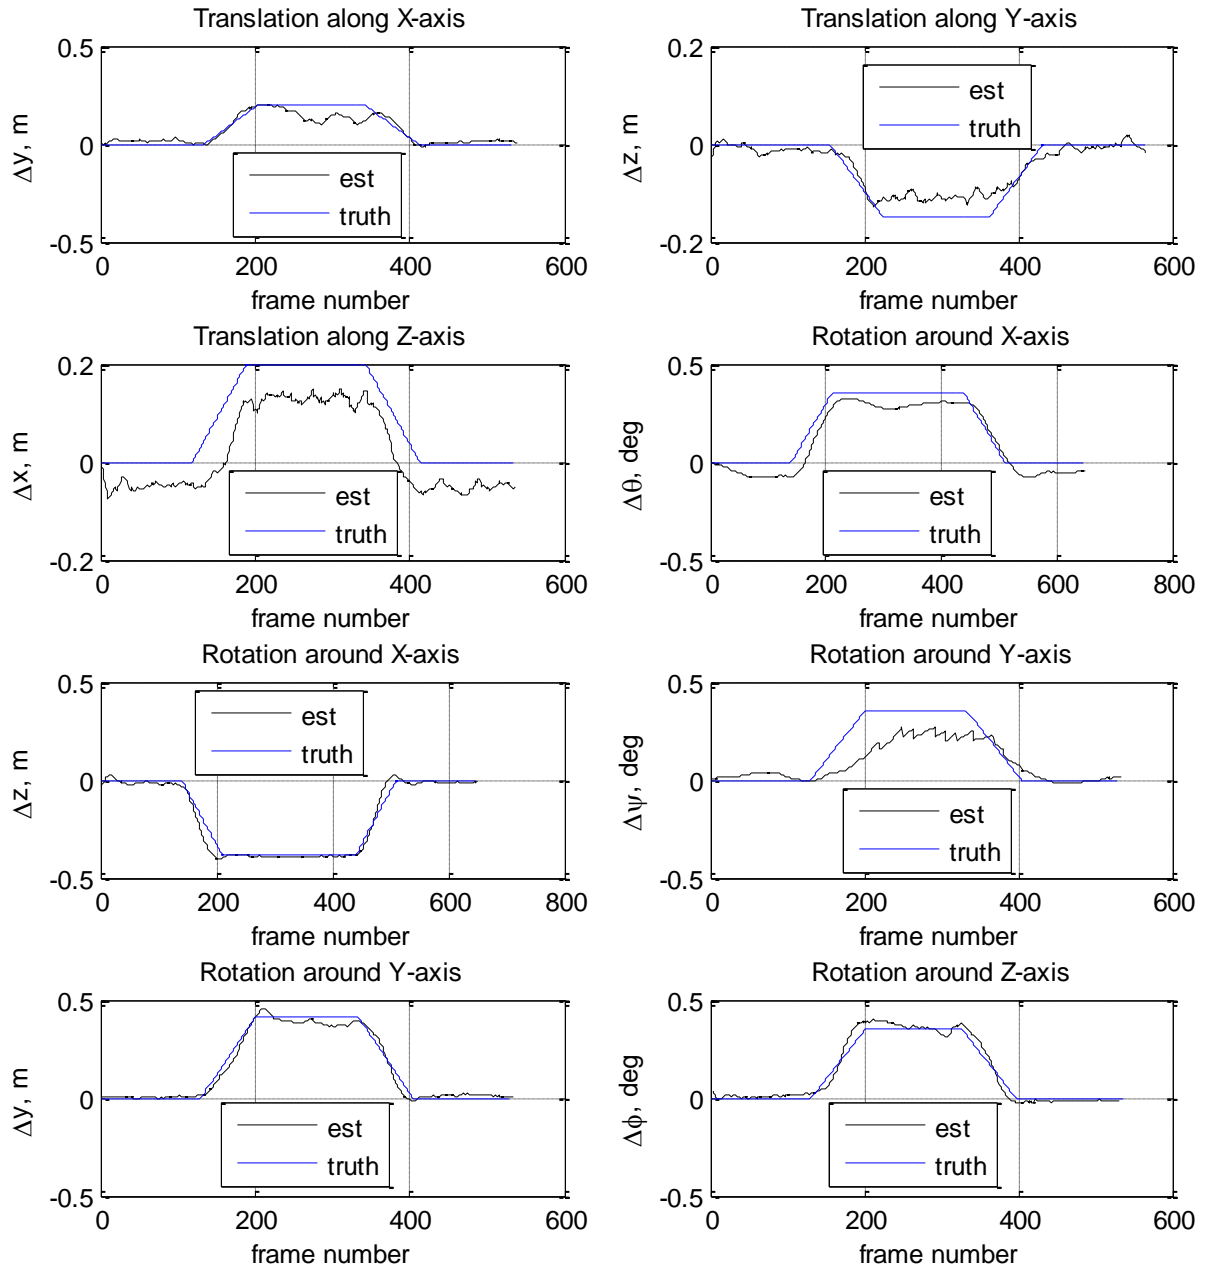 Translation along X-axis
0.5
0
-0.5
Δy, m
est
truth
0 200 400 600
frame number
Translation along Y-axis
0.2
0
-0.2
Δz, m
est
truth
0 200 400 600
frame number
Translation along Z-axis
0.2
0
-0.2
Δx, m
est
truth
0 200 400 600
frame number
Rotation around X-axis
0.5
0
-0.5
Δθ, deg
est
truth
0 200 400 600 800
frame number
Rotation around X-axis
0.5
0
-0.5
Δz, m
est
truth
0 200 400 600 800
frame number
Rotation around Y-axis
0.5
0
-0.5
Δψ, deg
est
truth
0 200 400 600
frame number
Rotation around Y-axis
0.5
0
-0.5
Δy, m
est
truth
0 200 400 600
frame number
Rotation around Z-axis
0.5
0
-0.5
Δϕ, deg
est
truth
0 200 400 600
frame number